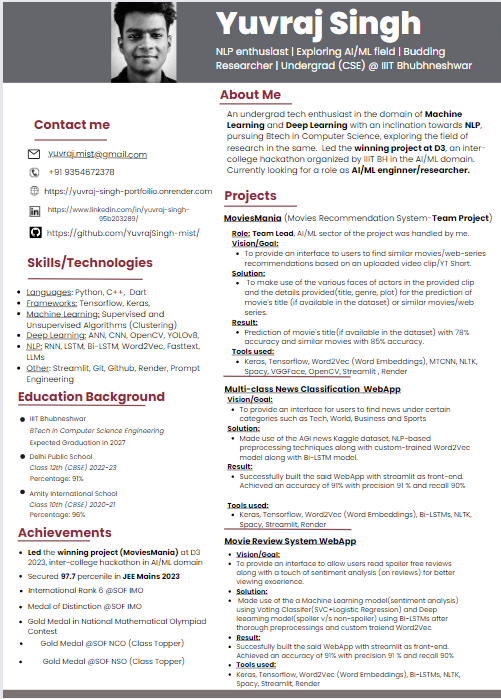 Yuvraj Singh
NLP enthusiast | Exploring AI/ML field | Budding
Researcher | Undergrad (CSE) @ IIIT Bhubhneshwar
Contact me
yuvraj.mist@gmail.com
+91 9354672378
https://yuvraj-singh-portfoilio.onrender.com
https://www.linkedin.com/in/yuvraj-singh-
95b203289/
https://github.com/YuvrajSingh-mist/
Skills/Technologies
Languages: Python, C++, Dart
Frameworks: Tensorflow, Keras,
Machine Learning: Supervised and
Unsupervised Algorithms (Clustering)
Deep Learning: ANN, CNN, OpenCV, YOLOv8,
NLP: RNN, LSTM, Bi-LSTM, Word2Vec, Fasttext,
LLMs
Other: Streamlit, Git, Github, Render, Prompt
Engineering
Education Background
IIIT Bhubneshwar
BTech in Computer Science Engineering
Expected Graduation in 2027
Delhi Public School
Class 12th (CBSE) 2022-23
Percentage: 91%
Amity International School
Class 10th (CBSE) 2020-21
Percentage: 96%
Achievements
Led the winning project (MoviesMania) at D3
2023, inter-college hackathon in AI/ML domain
Secured 97.7 percenile in JEE Mains 2023
International Rank 6 @SOF IMO
Medal of Distinction @SOF IMO
Gold Medal in National Mathematical Olympiad
Contest
Gold Medal @SOF NCO (Class Topper)
Gold Medal @SOF NSO (Class Topper)
About Me
An undergrad tech enthusiast in the domain of Machine
Learning and Deep Learning with an inclination towards NLP,
pursuing Btech in Computer Science, exploring the field of
research in the same. Led the winning project at D3, an inter-
college hackathon organized by IIIT BH in the AI/ML domain.
Currently looking for a role as AI/ML enginner/researcher.
Projects
MoviesMania (Movies Recommendation System-Team Project)
Role: Team Lead, AI/ML sector of the project was handled by me.
Vision/Goal:
To provide an interface to users to find similar movies/web-series
recommendations based on an uploaded video clip/YT Short.
Solution:
To make use of the various faces of actors in the provided clip
and the details provided(title, genre, plot) for the prediction of
movie's title (if available in the dataset) or similar movies/web
series.
Result:
Prediction of movie's title(if available in the dataset) with 78%
accuracy and similar movies with 85% accuracy.
Tools used:
Keras, Tensorflow, Word2Vec (Word Embeddings), MTCNN, NLTK,
Spacy, VGGFace, OpenCV, Streamlit , Render
Multi-class News Classification WebApp
Vision/Goal:
To provide an interface for users to find news under certain
categories such as Tech, World, Business and Sports
Solution:
Made use of the AGI news Kaggle dataset, NLP-based
preprocessing techniques along with custom-trained Word2Vec
model along with Bi-LSTM model.
Result:
Successfully built the said WebApp with streamlit as front-end.
Achieved an accuracy of 91% with precision 91 % and recall 90%
Tools used:
Keras, Tensorflow, Word2Vec (Word Embeddings), Bi-LSTMs, NLTK,
Spacy, Streamlit, Render
Movie Review System WebApp
Vision/Goal:
To provide an interface to allow users read spoiler free reviews
along with a touch of sentiment analysis (on reviews) for better
viewing exoerience.
Solution:
Made use of the a Machine Learning model(sentiment analysis)
using Voting Classifer(SVC+Logistic Regression) and Deep
learning model(spoiler v/s non-spoiler) using Bi-LSTMs after
thorough preprocessings and custom traiend Word2Vec
Result:
Succesfully built the said WebApp with streamlit as front-end.
Achieved an accuracy of 91% with precision 91 % and recall 90%
Tools used:
Keras, Tensorflow, Word2Vec (Word Embeddings), Bi-LSTMs, NLTK,
Spacy, Streamlit, Render